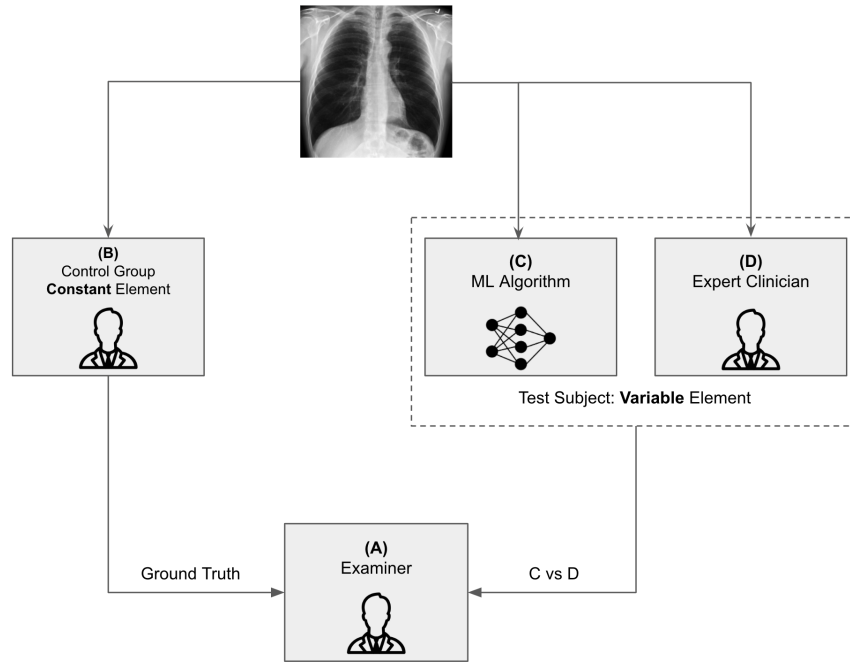 (B)
Control Group
Constant Element
(C)
ML Algorithm
(D)
Expert Clinician
Test Subject: Variable Element
(A)
Examiner
Ground Truth
C vs D